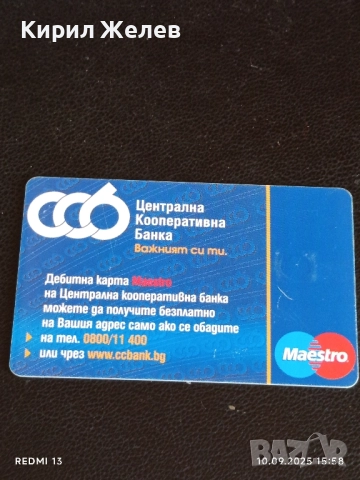 Кирил Желев
ССБ
Централна
Кооперативна
Банка
Важният си ти.
Дебитна карта Maestro
на Централна кооперативна банка
можете да получите безплатно
на Вашия адрес само ако се обадите
на тел. 0800/11 400
или чрез www.ccbank.bg
Maestro
REDMI 13
10.09.2025 15:58
BAZAR